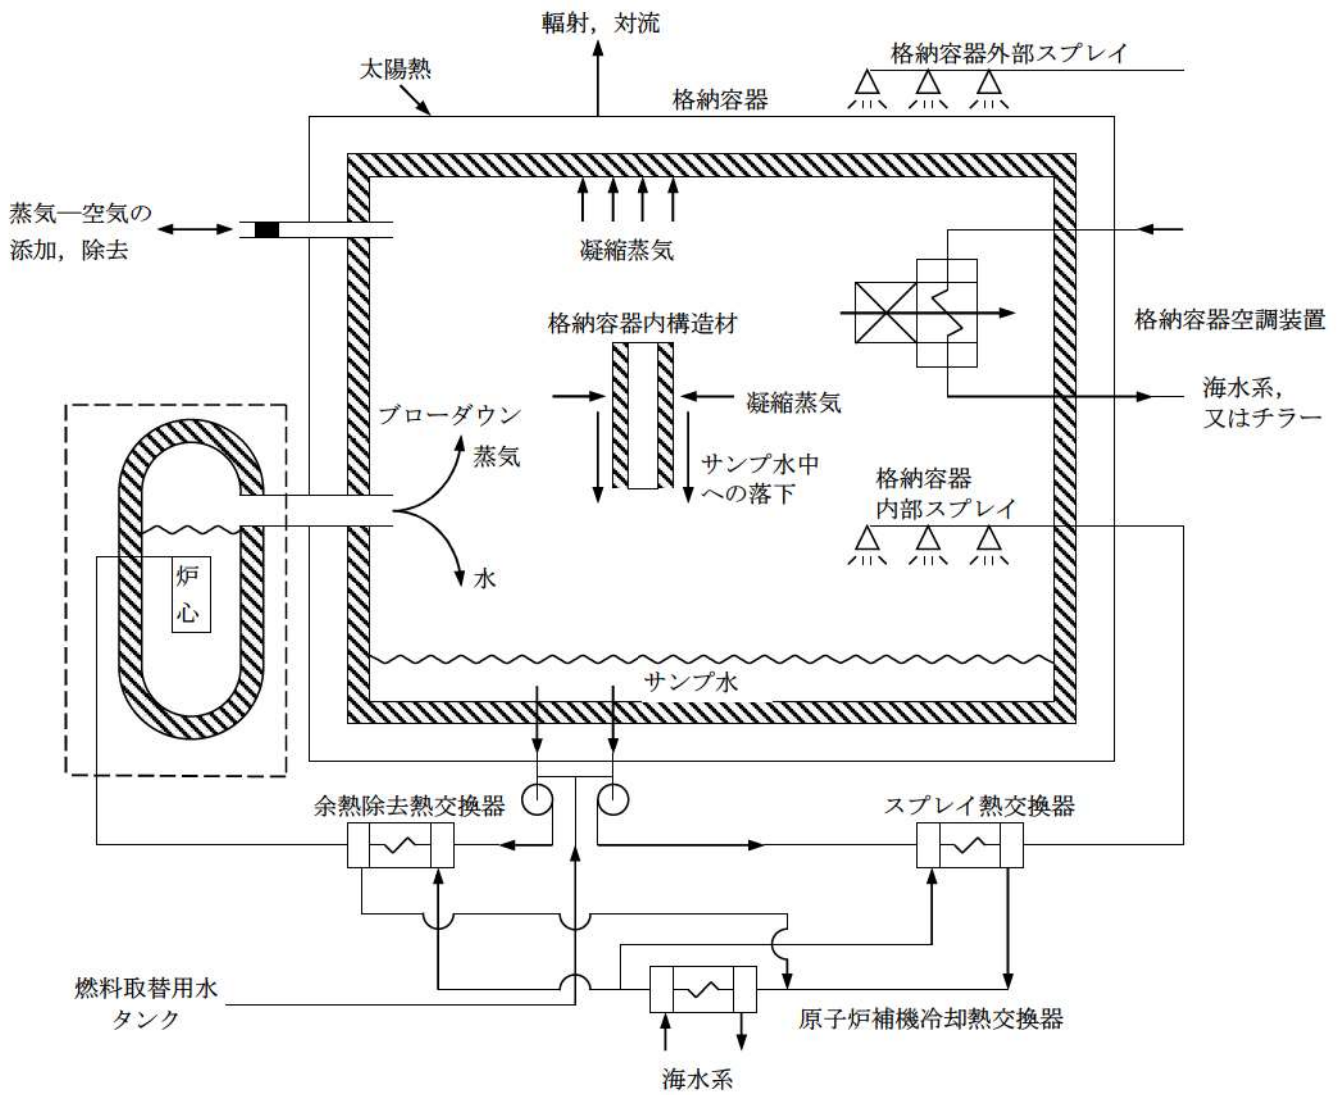 輻射，対流
太陽熱
格納容器外部スプレイ
格納容器
蒸気―空気の
添加，除去
凝縮蒸気
格納容器内構造材
格納容器空調装置
凝縮蒸気
海水系，
又はチラー
ブローダウン
蒸気
サンプ水中
への落下
格納容器
内部スプレイ
水
炉
心
サンプ水
余熱除去熱交換器
スプレイ熱交換器
燃料取替用水
タンク
原子炉補機冷却熱交換器
海水系